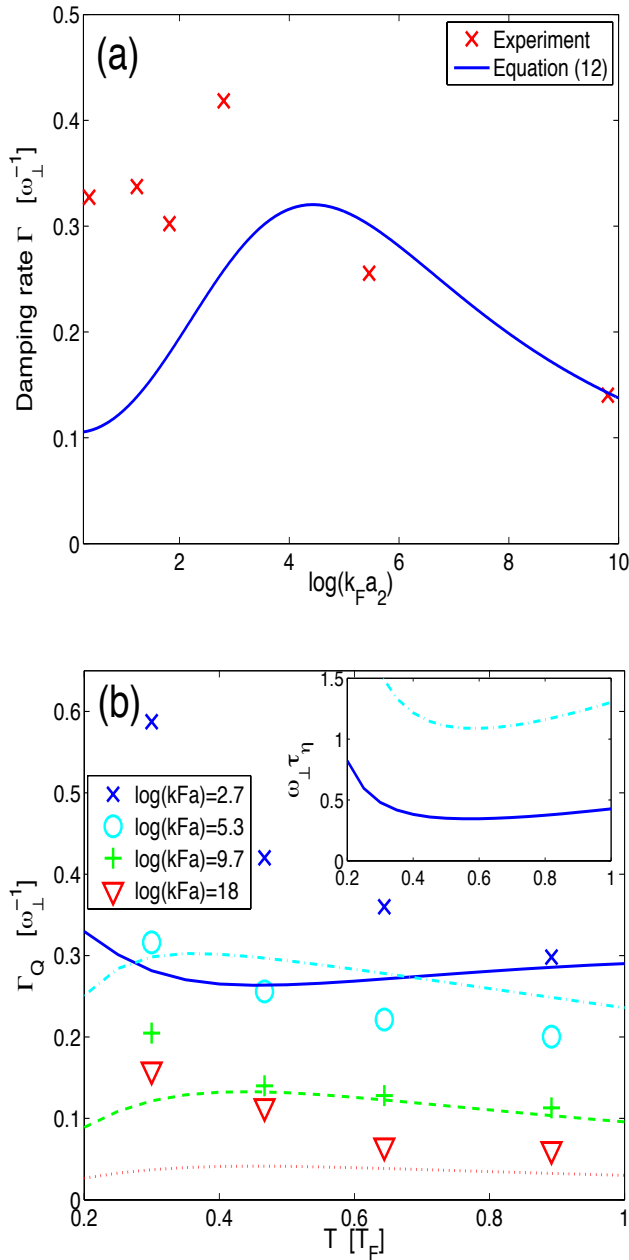 (a)
Experiment
Equation (12)
Damping rate Γ [ω⊥⁻¹]
0.5
0.4
0.3
0.2
0.1
0
2 4 6 8 10
log(k_Fa_2)
(b)
log(kFa)=2.7
log(kFa)=5.3
log(kFa)=9.7
log(kFa)=18
Γ_Q [ω⊥⁻¹]
0.6
0.5
0.4
0.3
0.2
0.1
0
0.2 0.4 0.6 0.8 1
T [T_F]
ω⊥τ_η
1.5
1
0.5
0
0.2 0.4 0.6 0.8 1